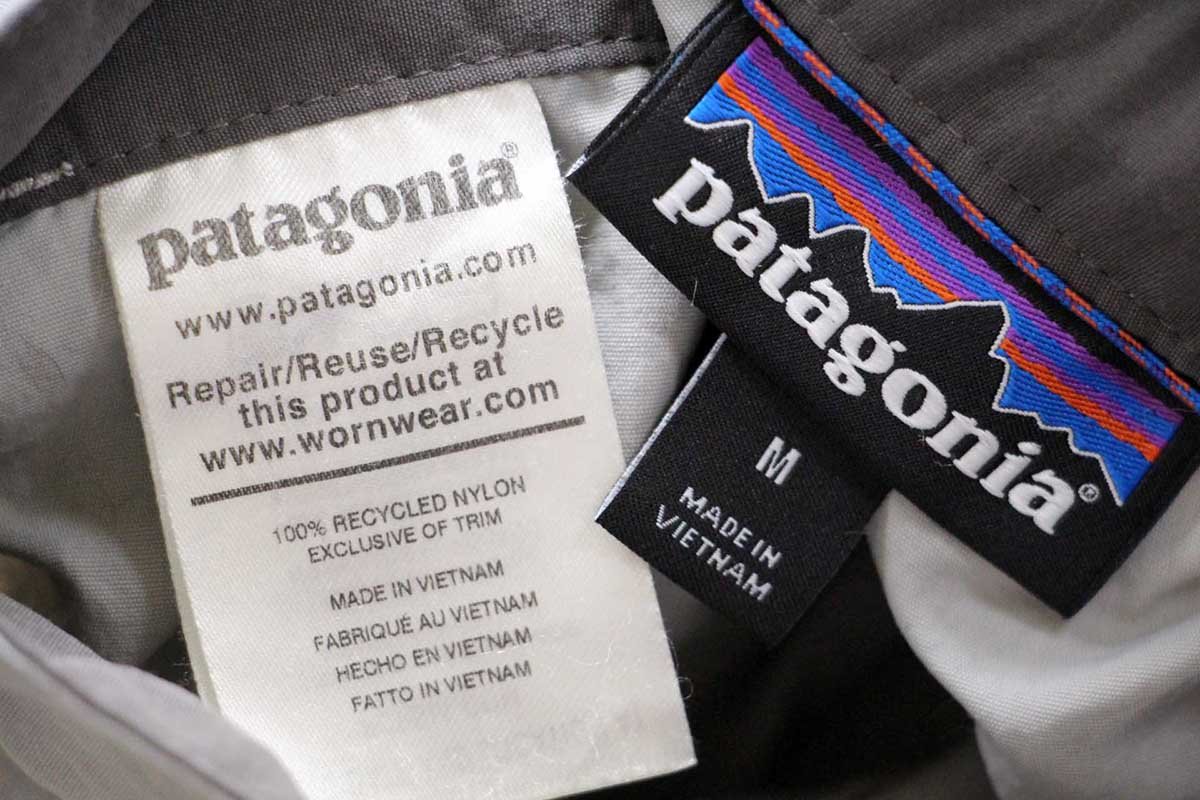 patagonia®
www.patagonia.com
Repair/Reuse/Recycle
this product at
www.wornwear.com
100% RECYCLED NYLON
EXCLUSIVE OF TRIM
MADE IN VIETNAM
FABRIQUÉ AU VIETNAM
HECHO EN VIETNAM
FATTO IN VIETNAM
patagonia®
M
MADE IN
VIETNAM